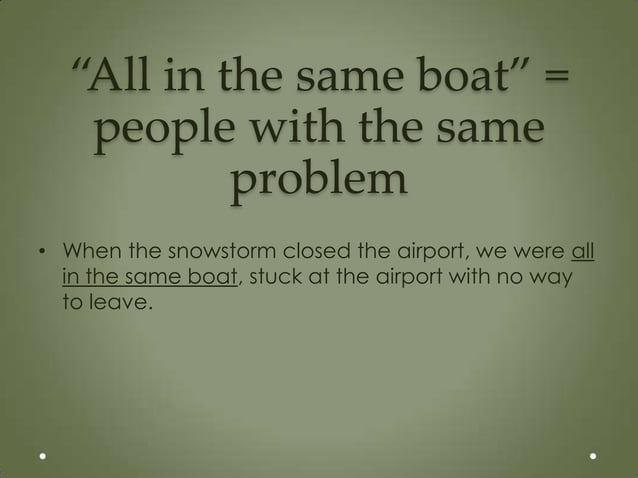 “All in the same boat” =
people with the same
problem
• When the snowstorm closed the airport, we were all
in the same boat, stuck at the airport with no way
to leave.